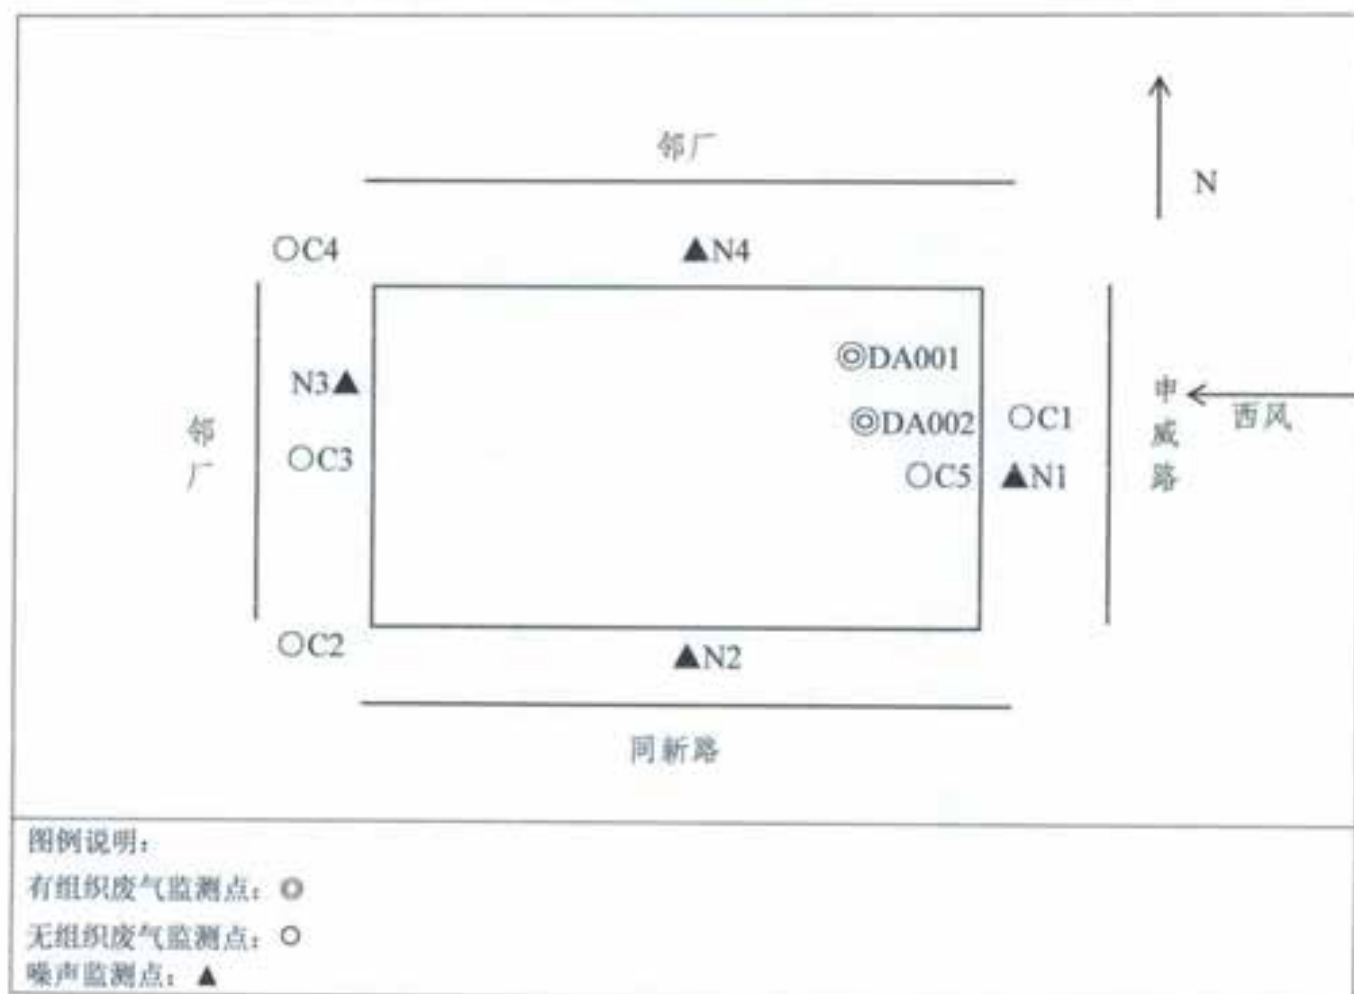 邻厂
N
○C4
▲N4
◎DA001
N3▲
申威路
西风
◎DA002
○C1
邻厂
○C3
○C5
▲N1
○C2
▲N2
同新路
图例说明：
有组织废气监测点：◎
无组织废气监测点：○
噪声监测点：▲